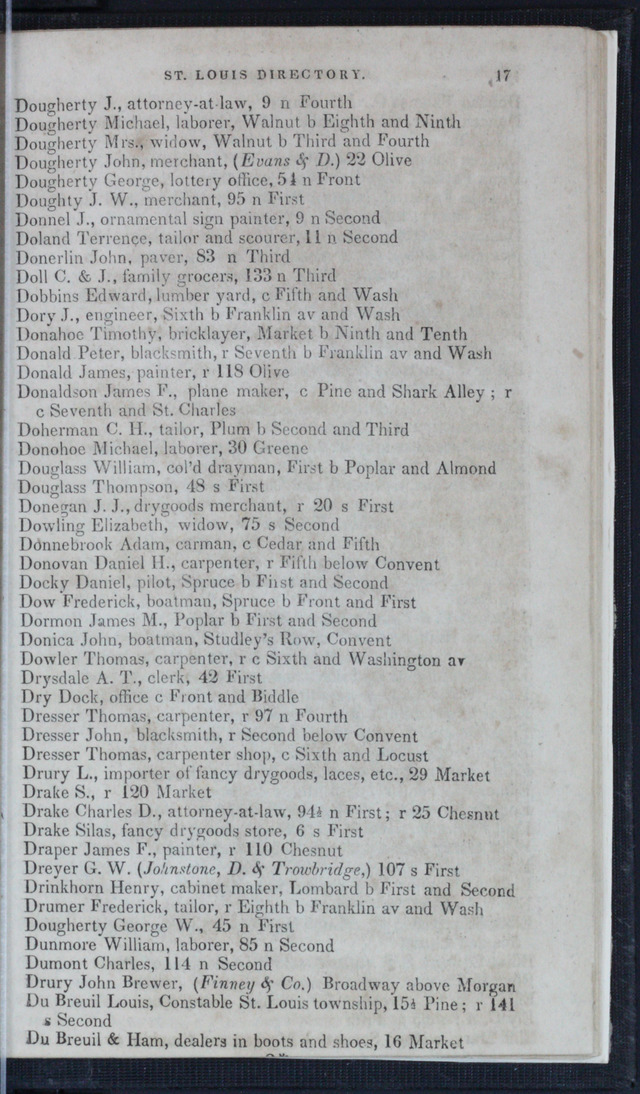 ST. LOUIS DIRECTORY. 17
Dougherty J., attorney-at-law, 9 n Fourth
Dougherty Michael, laborer, Walnut b Eighth and Ninth
Dougherty Mrs., widow, Walnut b Third and Fourth
Dougherty John, merchant, (Evans & D.) 22 Olive
Dougherty George, lottery office, 54 n Front
Doughty J. W., merchant, 95 n First
Donnel J., ornamental sign painter, 9 n Second
Doland Terrence, tailor and scourer, 11 n Second
Donerlin John, paver, 83 n Third
Doll C. & J., family grocers, 133 n Third
Dobbins Edward, lumber yard, c Fifth and Wash
Dory J., engineer, Sixth b Franklin av and Wash
Donahoe Timothy, bricklayer, Market b Ninth and Tenth
Donald Peter, blacksmith, r Seventh b Franklin av and Wash
Donald James, painter, r 118 Olive
Donaldson James F., plane maker, c Pine and Shark Alley ; r
c Seventh and St. Charles
Doherman C. H., tailor, Plum b Second and Third
Donohoe Michael, laborer, 30 Greene
Douglass William, col'd drayman, First b Poplar and Almond
Douglass Thompson, 48 s First
Donegan J. J., drygoods merchant, r 20 s First
Dowling Elizabeth, widow, 75 s Second
Donnebrook Adam, carman, c Cedar and Fifth
Donovan Daniel H., carpenter, r Fifth below Convent
Docky Daniel, pilot, Spruce b First and Second
Dow Frederick, boatman, Spruce b Front and First
Dormon James M., Poplar b First and Second
Donica John, boatman, Studley's Row, Convent
Dowler Thomas, carpenter, r c Sixth and Washington av
Drysdale A. T., clerk, 42 First
Dry Dock, office c Front and Biddle
Dresser Thomas, carpenter, r 97 n Fourth
Dresser John, blacksmith, r Second below Convent
Dresser Thomas, carpenter shop, c Sixth and Locust
Drury L., importer of fancy drygoods, laces, etc., 29 Market
Drake S., r 120 Market
Drake Charles D., attorney-at-law, 94½ n First; r 25 Chesnut
Drake Silas, fancy drygoods store, 6 s First
Draper James F., painter, r 110 Chesnut
Dreyer G. W. (Johnstone, D. & Trowbridge,) 107 s First
Drinkhorn Henry, cabinet maker, Lombard b First and Second
Drumer Frederick, tailor, r Eighth b Franklin av and Wash
Dougherty George W., 45 n First
Dunmore William, laborer, 85 n Second
Dumont Charles, 114 n Second
Drury John Brewer, (Finney & Co.) Broadway above Morgan
Du Breuil Louis, Constable St. Louis township, 15½ Pine; r 141
s Second
Du Breuil & Ham, dealers in boots and shoes, 16 Market